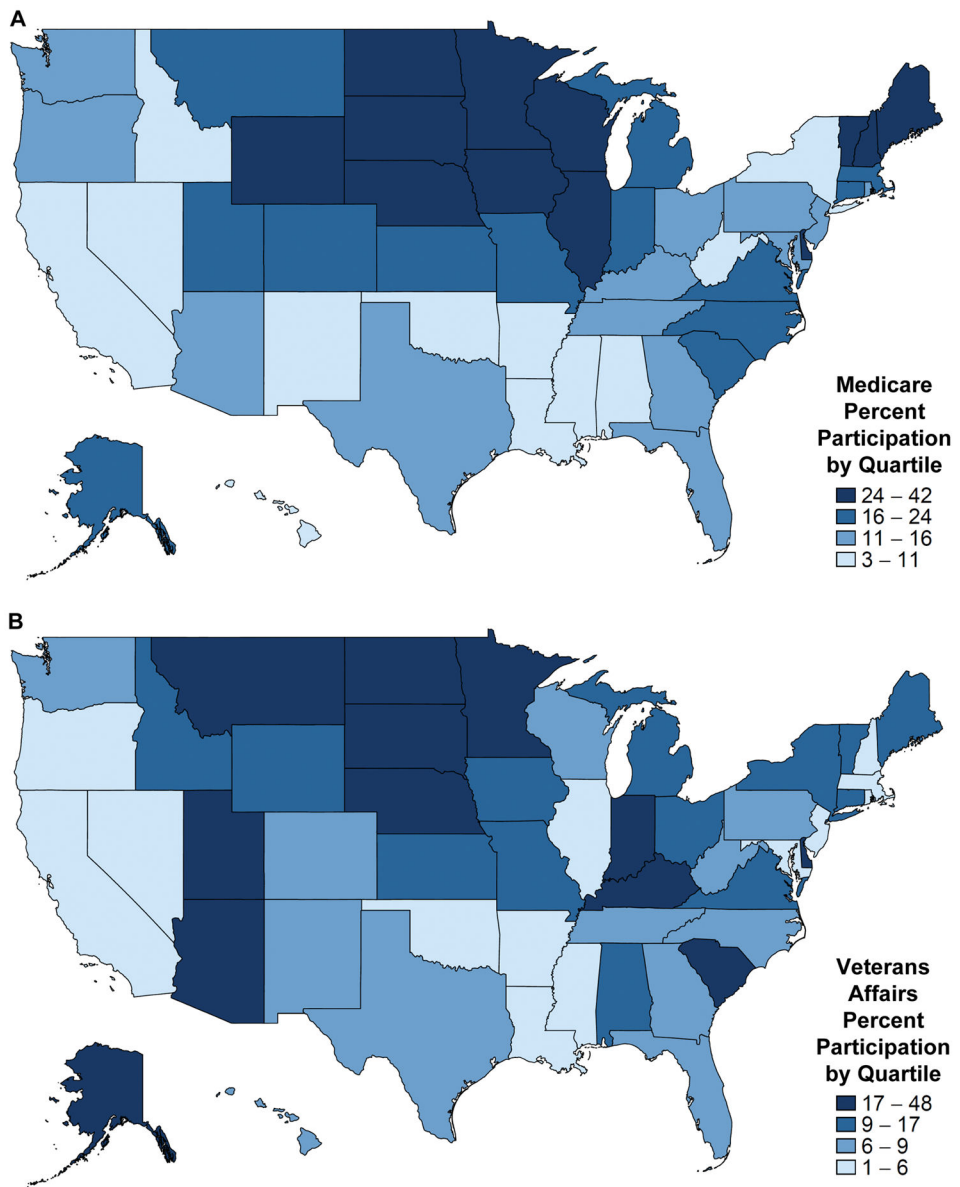 A
Medicare
Percent
Participation
by Quartile
24 – 42
16 – 24
11 – 16
3 – 11
B
Veterans
Affairs
Percent
Participation
by Quartile
17 – 48
9 – 17
6 – 9
1 – 6